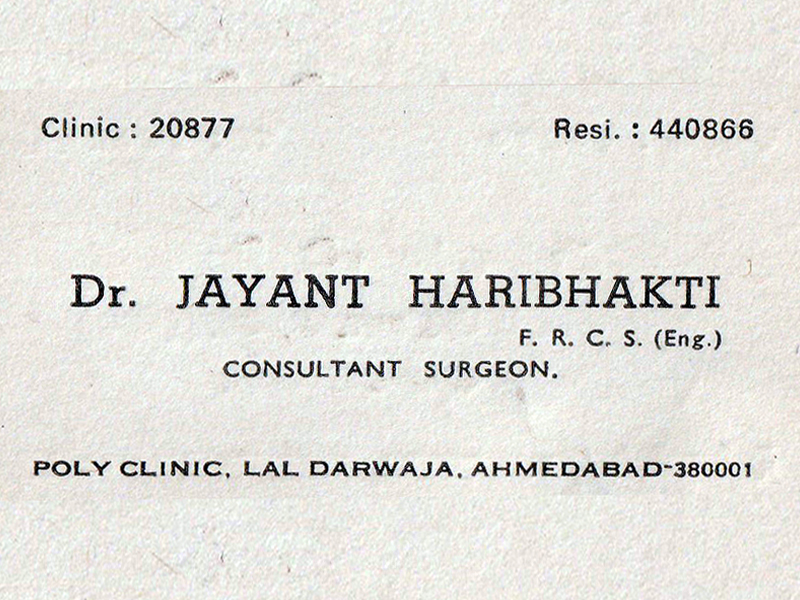 Clinic : 20877
Resi. : 440866
Dr. JAYANT HARIBHAKTI
F. R. C. S. (Eng.)
CONSULTANT SURGEON.
POLY CLINIC, LAL DARWAJA, AHMEDABAD-380001